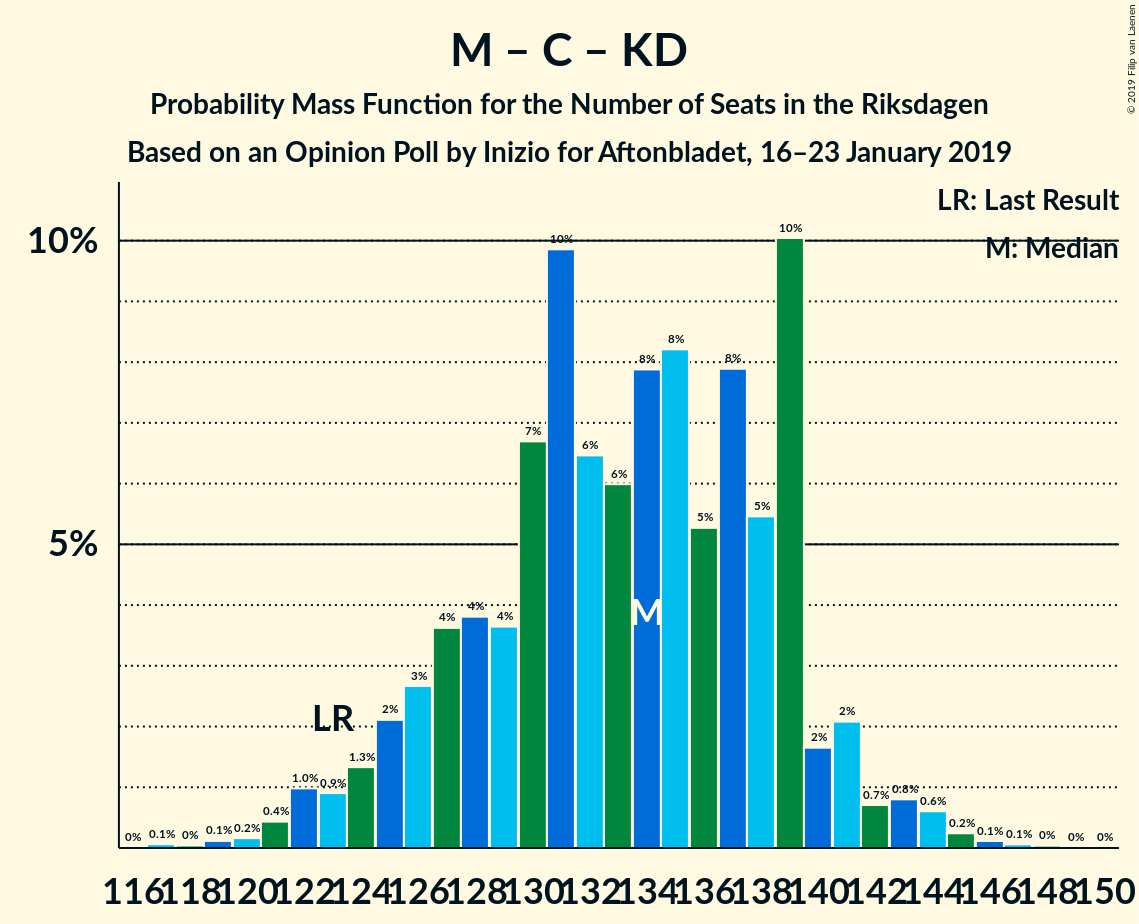 M – C – KD
Probability Mass Function for the Number of Seats in the Riksdagen
Based on an Opinion Poll by Inizio for Aftonbladet, 16–23 January 2019
© 2019 Filip van Laenen
LR: Last Result
M: Median
10%
5%
0% 0.1% 0% 0.1% 0.2% 0.4% 1.0% 0.9% 1.3% 2% 3% 4% 4% 4% 7% 10% 6% 6% 8% 8% 5% 8% 5% 10% 2% 2% 0.7% 0.8% 0.6% 0.2% 0.1% 0.1% 0% 0% 0%
LR
M
116 118 120 122 124 126 128 130 132 134 136 138 140 142 144 146 148 150